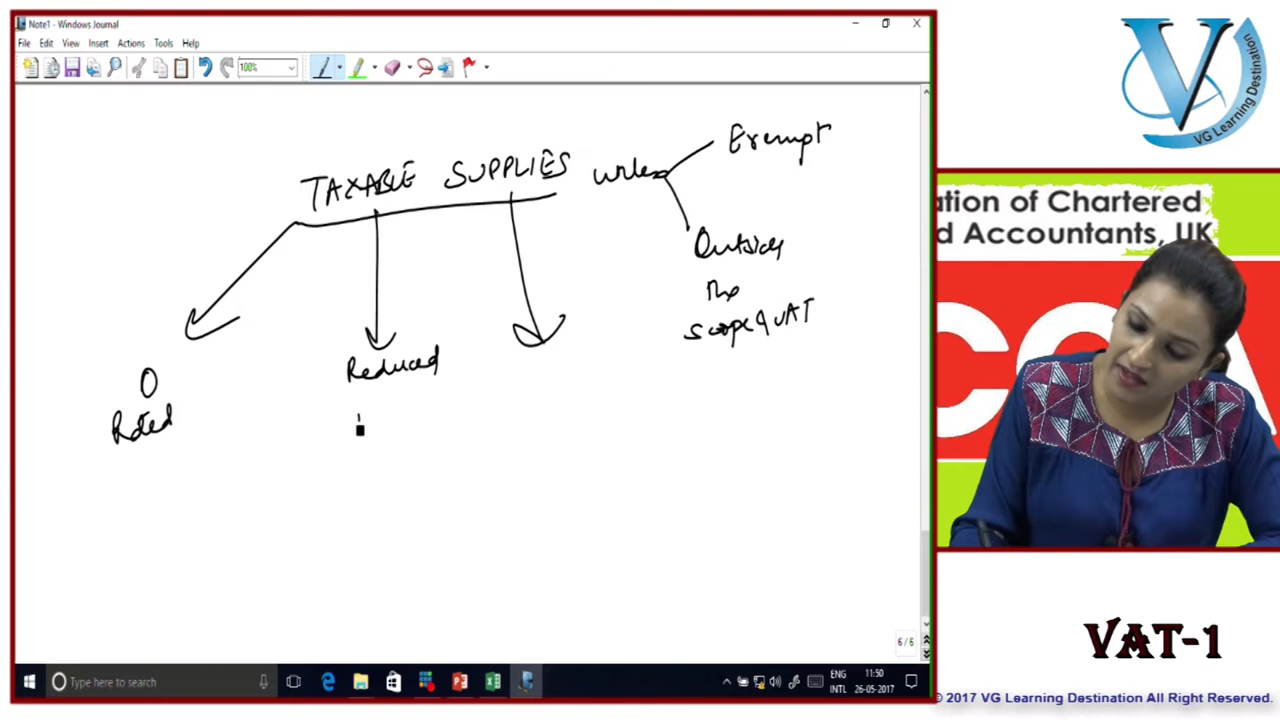 Note1 - Windows Journal
File Edit View Insert Actions Tools Help
100%
TAXABLE SUPPLIES unless
Exempt
Outside
the
scope of VAT
0
Rated
Reduced
6/6
Type here to search
ENG
INTL
11:50
26-05-2017
V
VG Learning Destination
ation of Chartered
d Accountants, UK
VAT-1
© 2017 VG Learning Destination All Right Reserved.